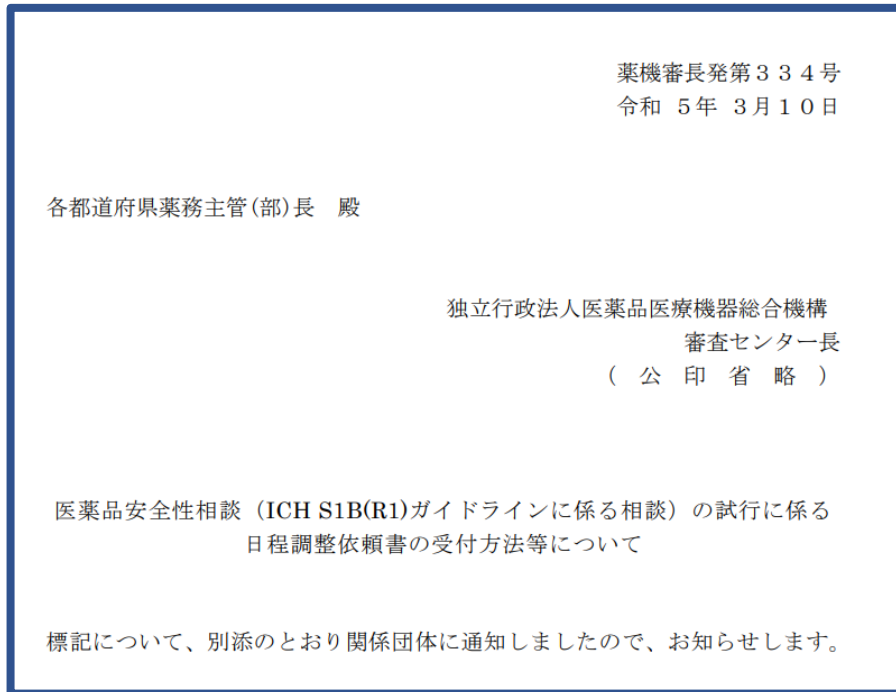 薬機審長発第３３４号
令和 ５年 ３月１０日
各都道府県薬務主管(部)長　殿
独立行政法人医薬品医療機器総合機構
審査センター長
（　公　印　省　略　）
医薬品安全性相談（ICH S1B(R1)ガイドラインに係る相談）の試行に係る
日程調整依頼書の受付方法等について
標記について、別添のとおり関係団体に通知しましたので、お知らせします。